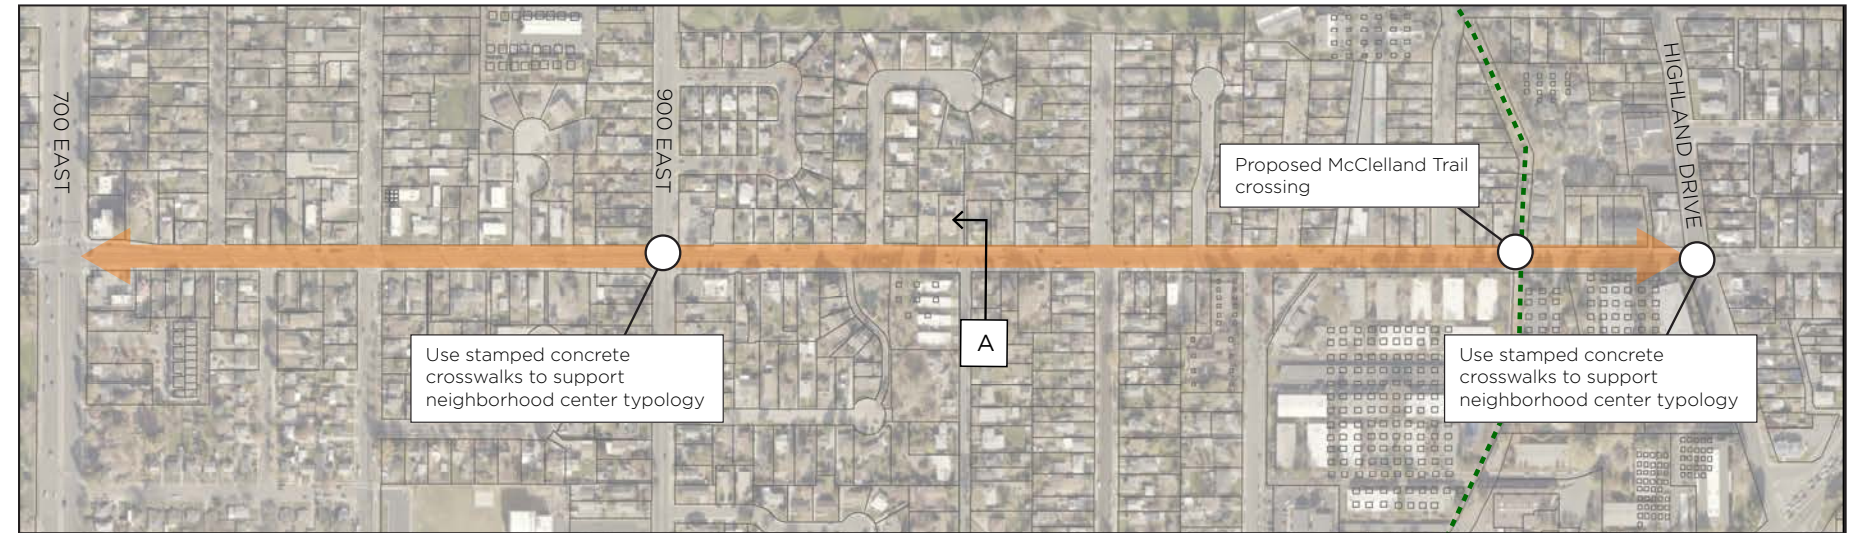 700 EAST
900 EAST
HIGHLAND DRIVE
Proposed McClelland Trail
crossing
A
Use stamped concrete
crosswalks to support
neighborhood center typology
Use stamped concrete
crosswalks to support
neighborhood center typology